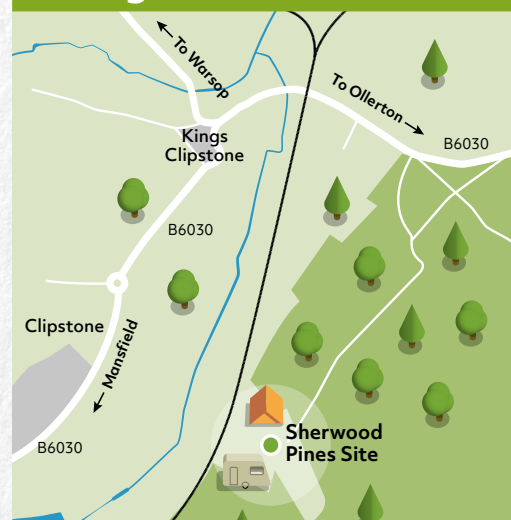 To Warsop
To Ollerton
B6030
Kings
Clipstone
B6030
Clipstone
Mansfield
B6030
Sherwood
Pines Site